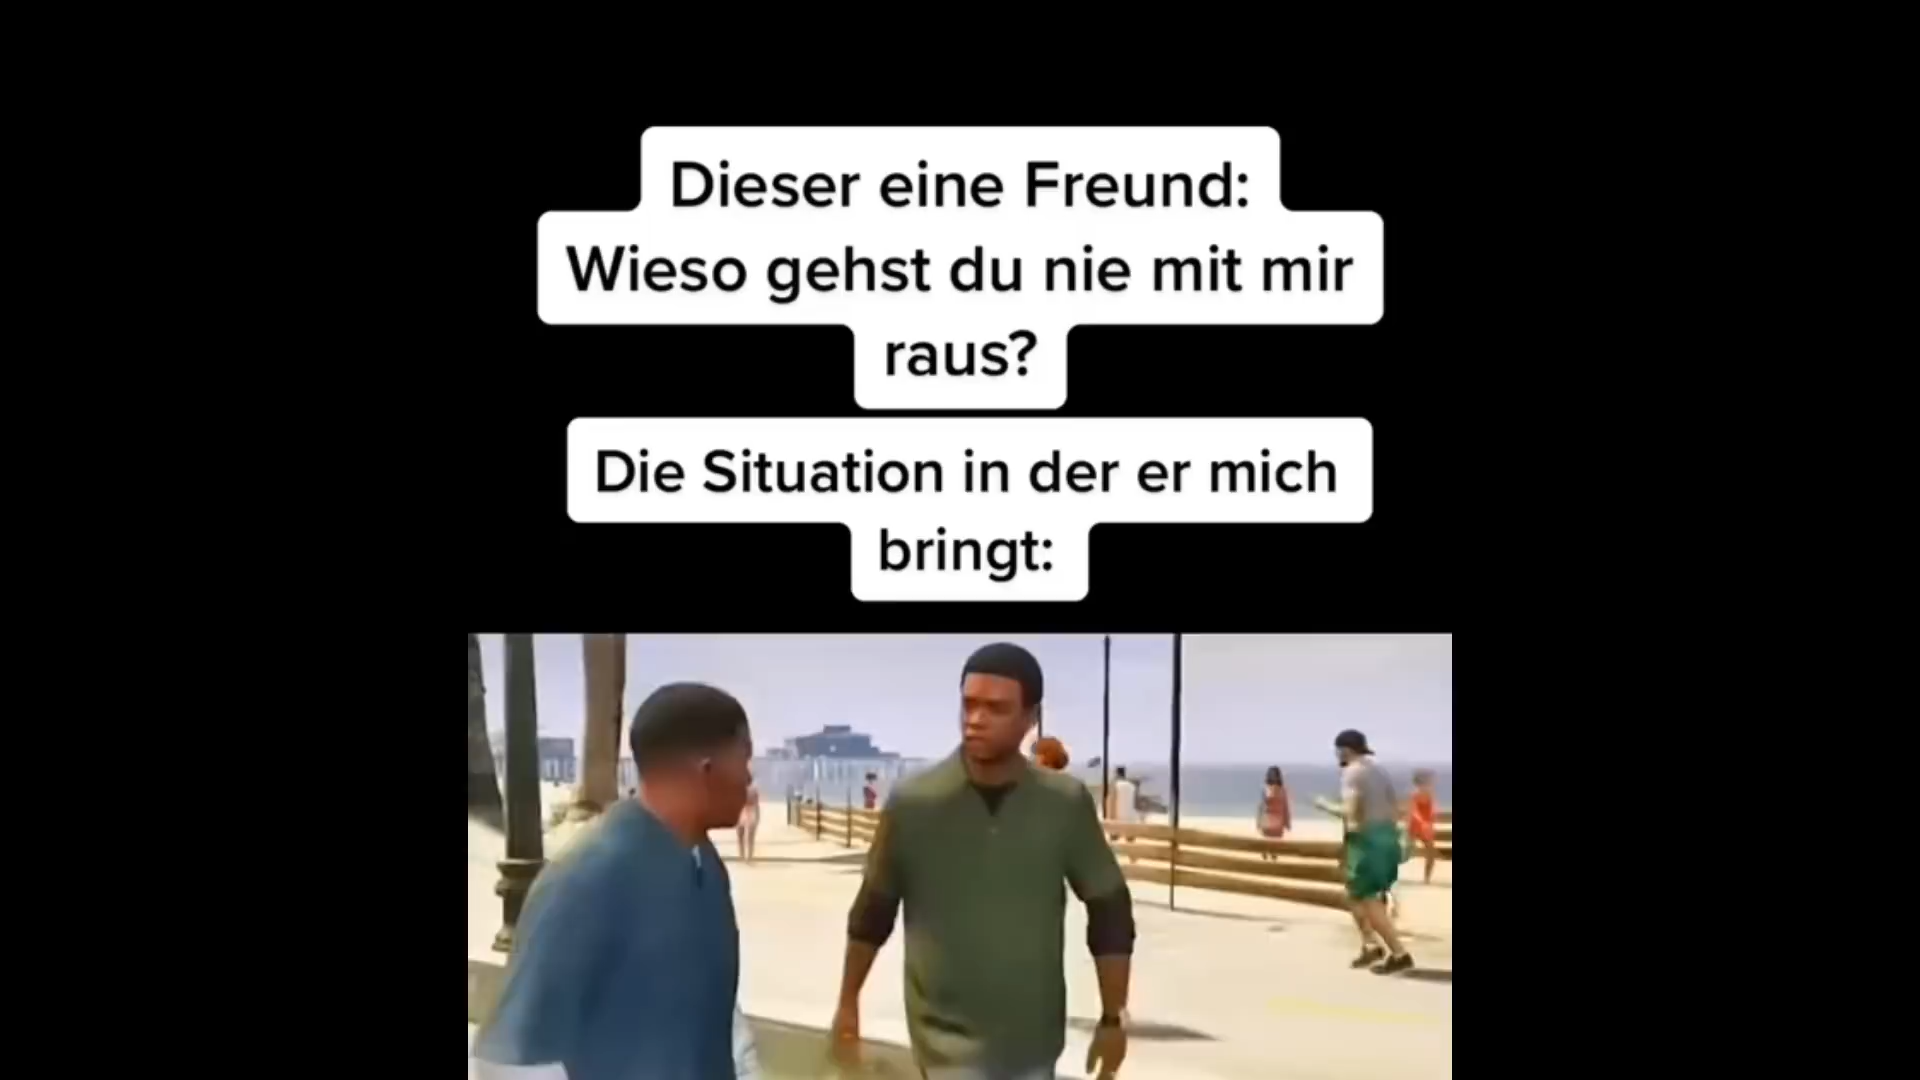 Dieser eine Freund:
Wieso gehst du nie mit mir
raus?
Die Situation in der er mich
bringt: